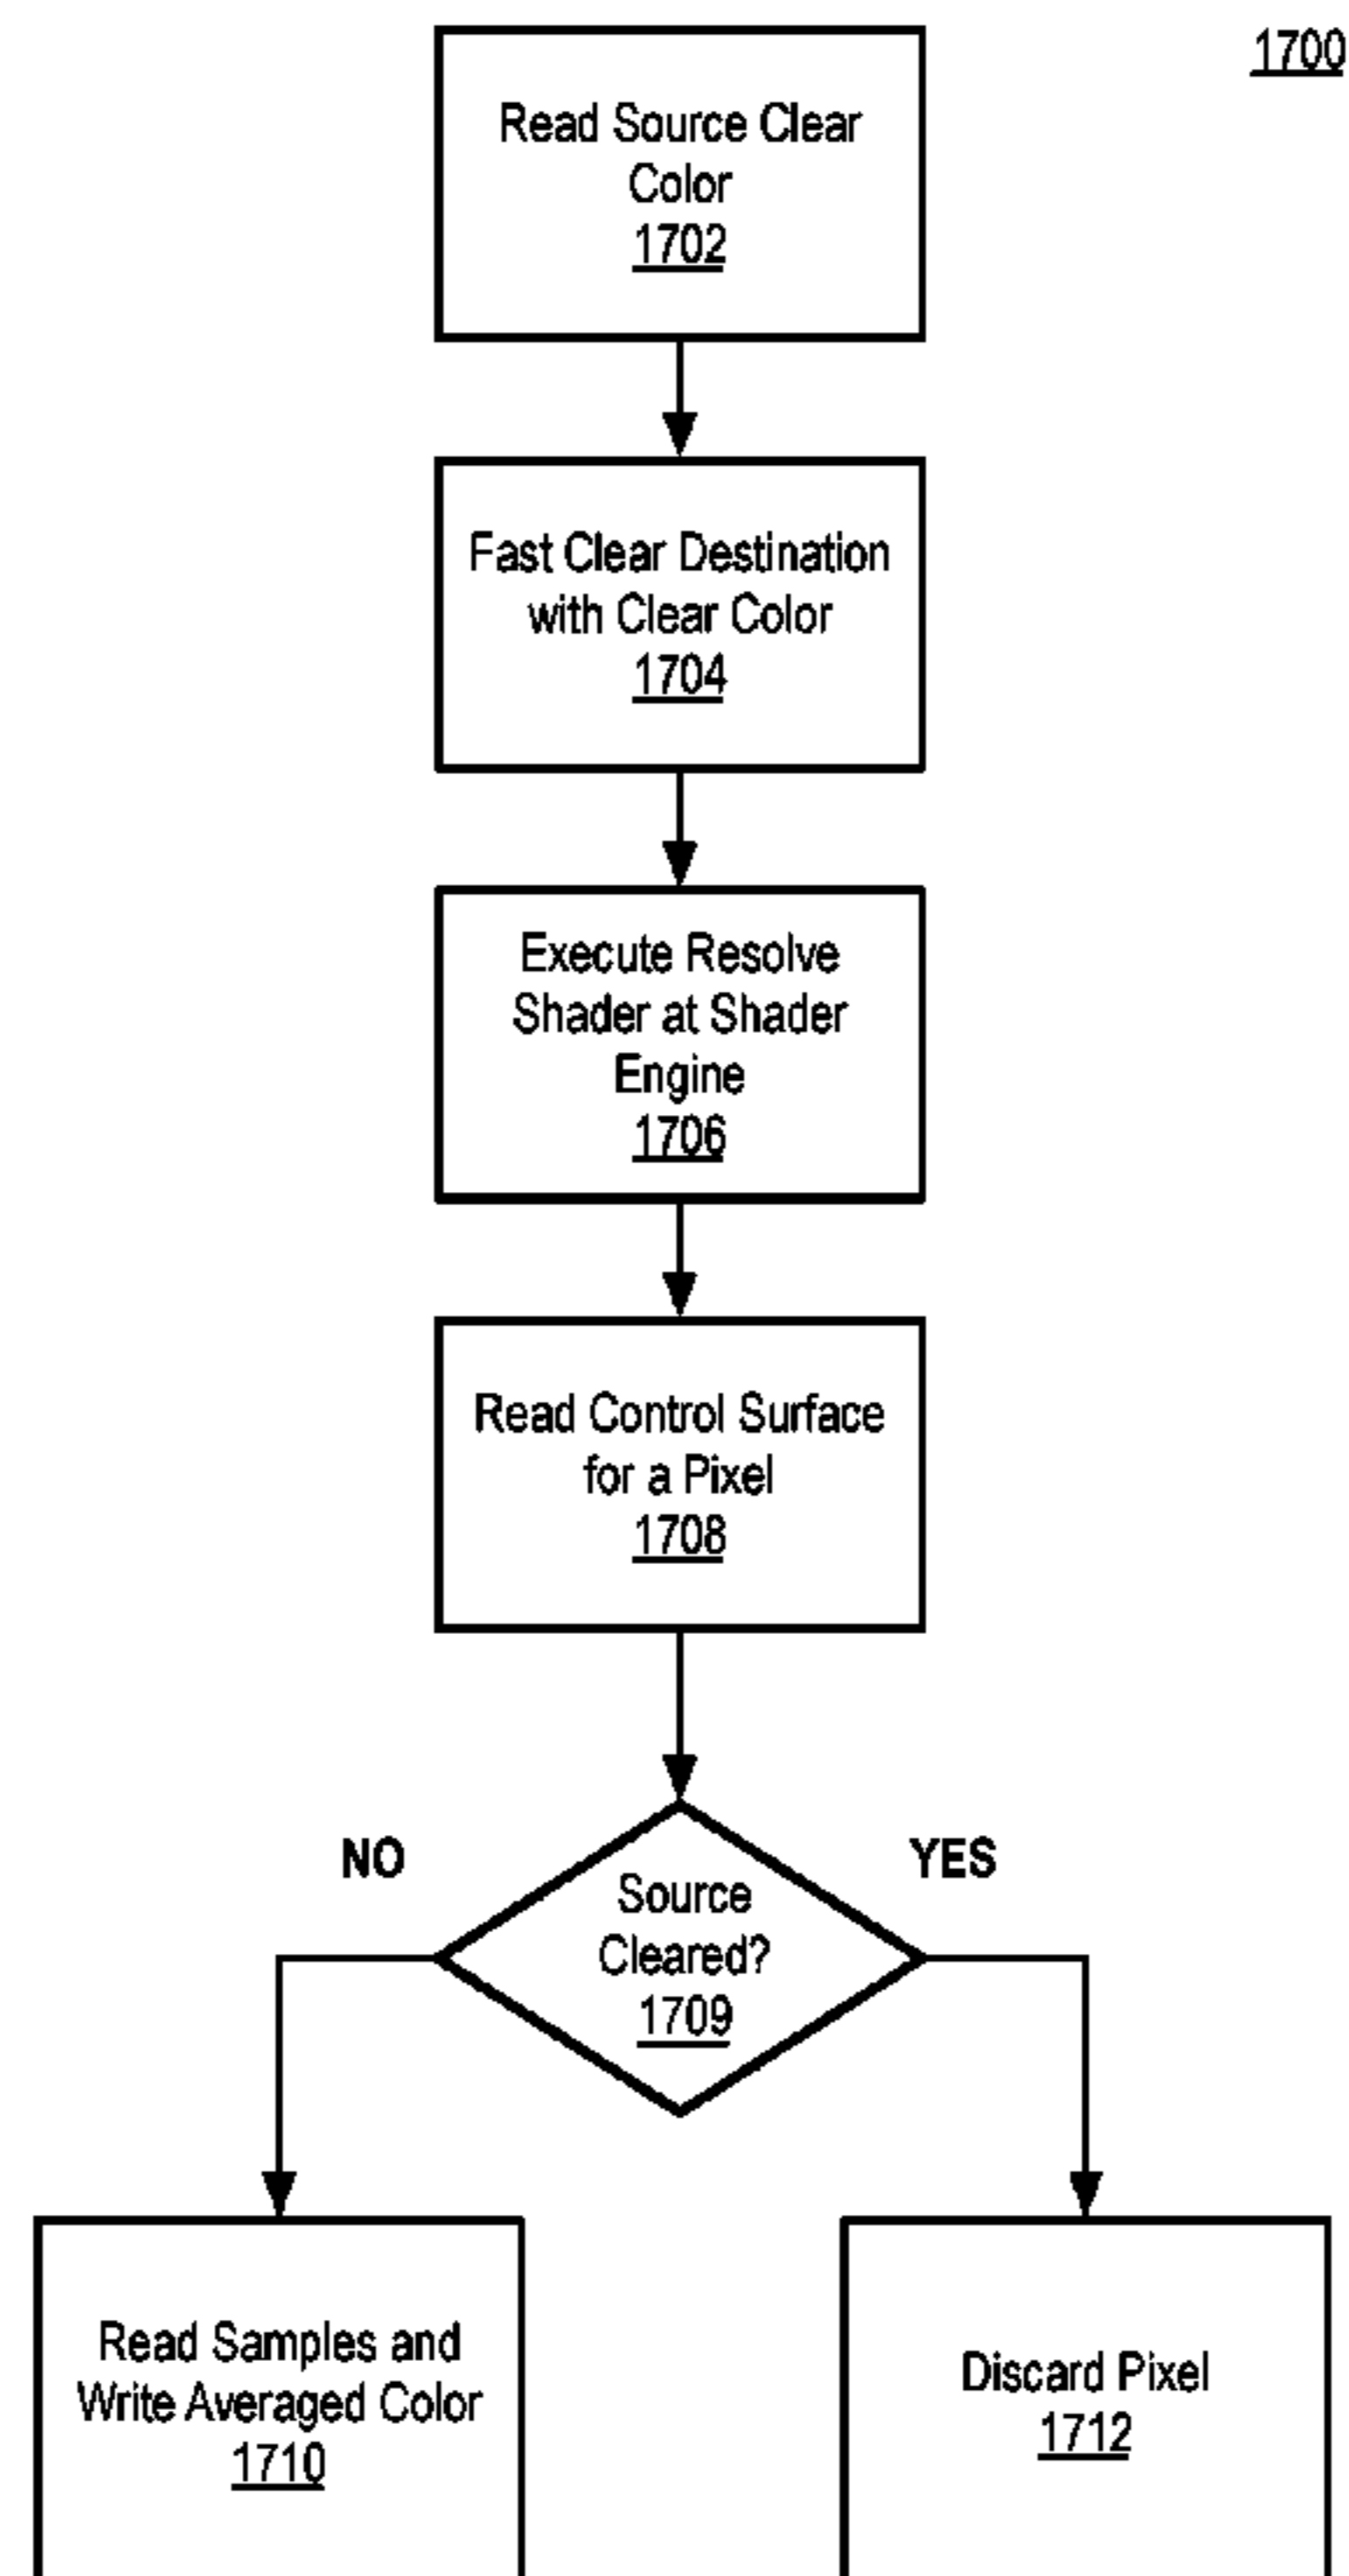 1700
Read Source Clear
Color
1702
Fast Clear Destination
with Clear Color
1704
Execute Resolve
Shader at Shader
Engine
1706
Read Control Surface
for a Pixel
1708
NO
YES
Source
Cleared?
1709
Read Samples and
Write Averaged Color
1710
Discard Pixel
1712